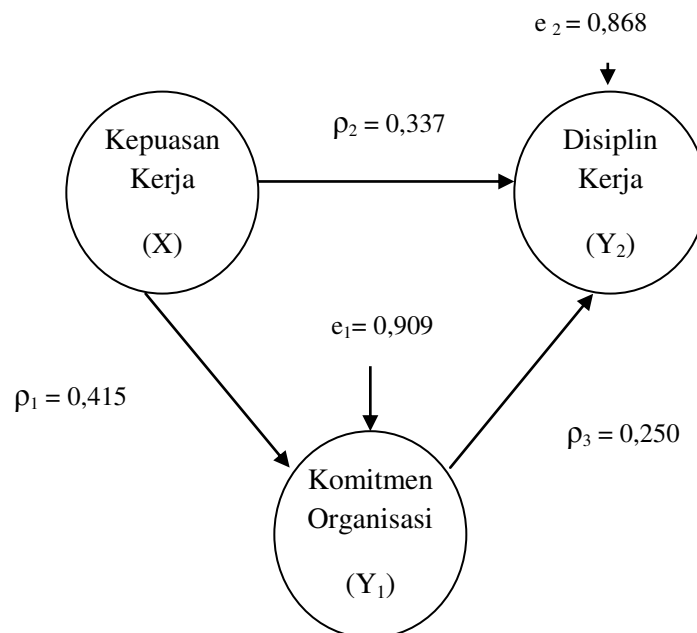 e ₂ = 0,868
ρ₂ = 0,337
Kepuasan
Kerja
(X)
Disiplin
Kerja
(Y₂)
e₁= 0,909
ρ₁ = 0,415
ρ₃ = 0,250
Komitmen
Organisasi
(Y₁)